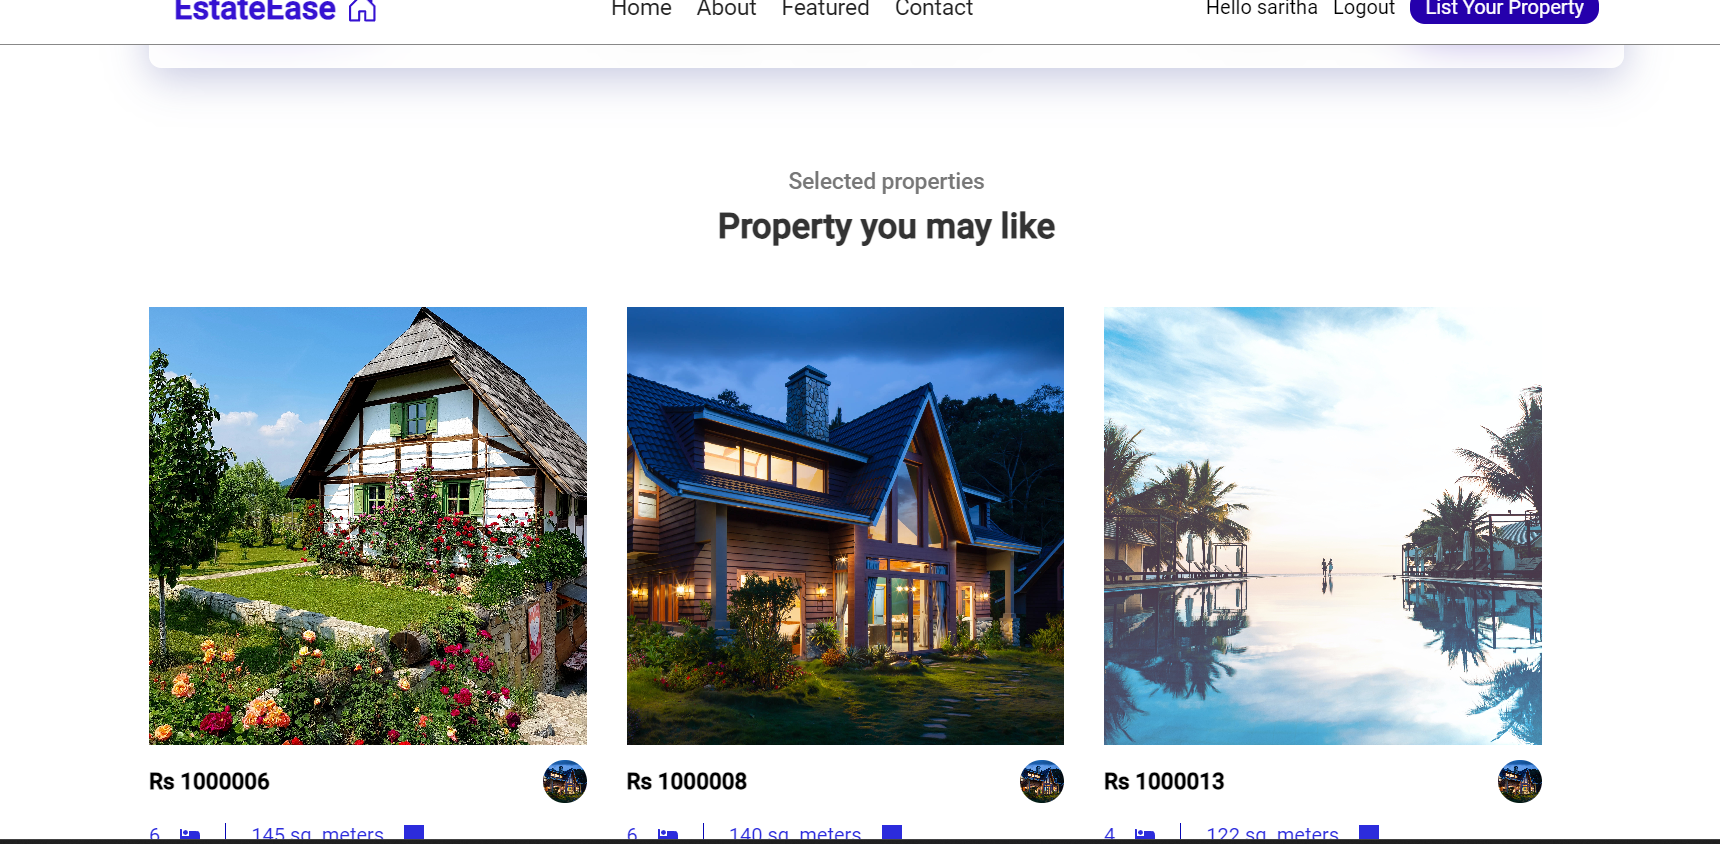 EstateEase
Home About Featured Contact
Hello saritha Logout List Your Property
Selected properties
Property you may like
Rs 1000006
Rs 1000008
Rs 1000013
6 145 sq. meters
6 140 sq. meters
4 122 sq. meters